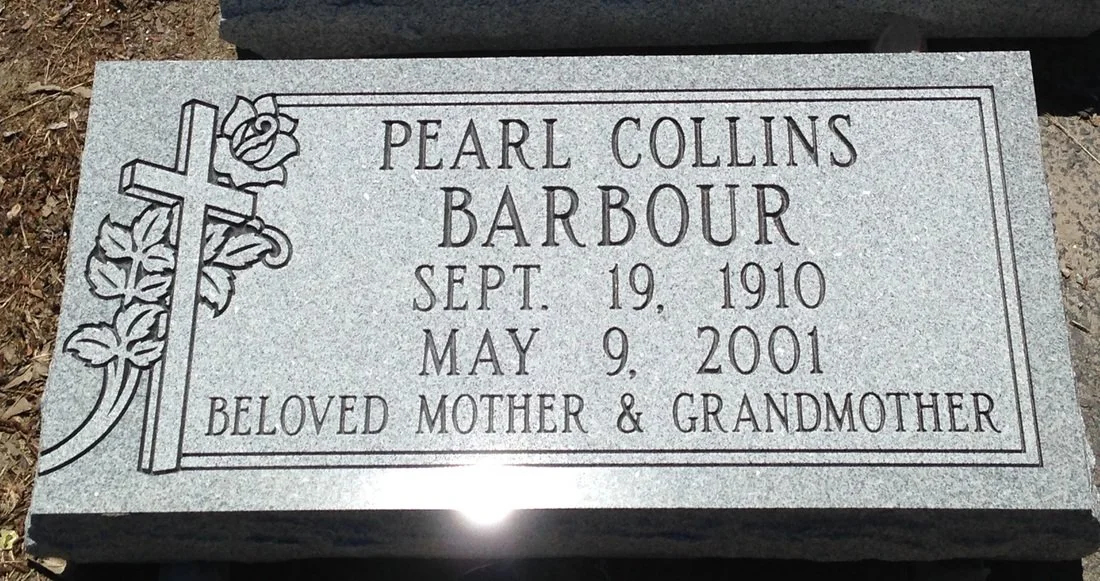 PEARL COLLINS
BARBOUR
SEPT. 19, 1910
MAY 9, 2001
BELOVED MOTHER & GRANDMOTHER